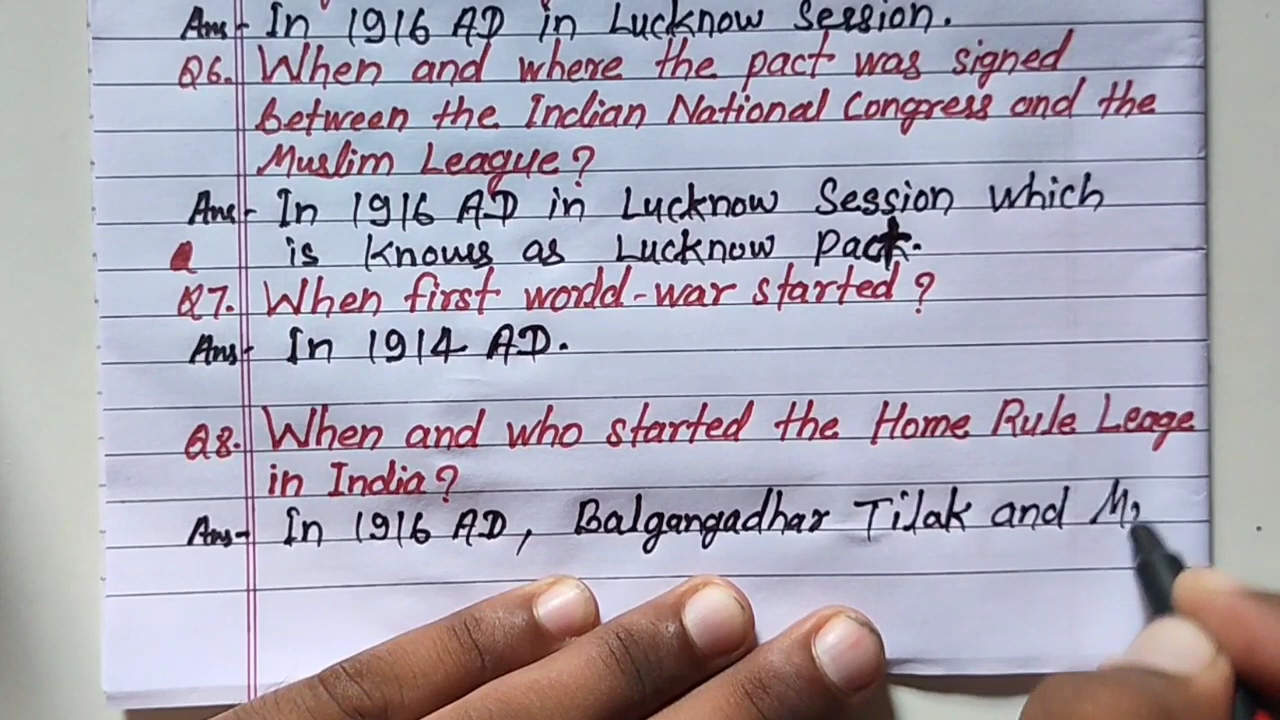 Ans- In 1916 AD in Lucknow Session.
Q6. When and where the pact was signed
between the Indian National Congress and the
Muslim League?
Ans- In 1916 AD in Lucknow Session which
is knows as Lucknow pact.
Q7. When first world-war started?
Ans- In 1914 AD.
Q8. When and who started the Home Rule Leage
in India?
Ans- In 1916 AD, Balgangadhar Tilak and